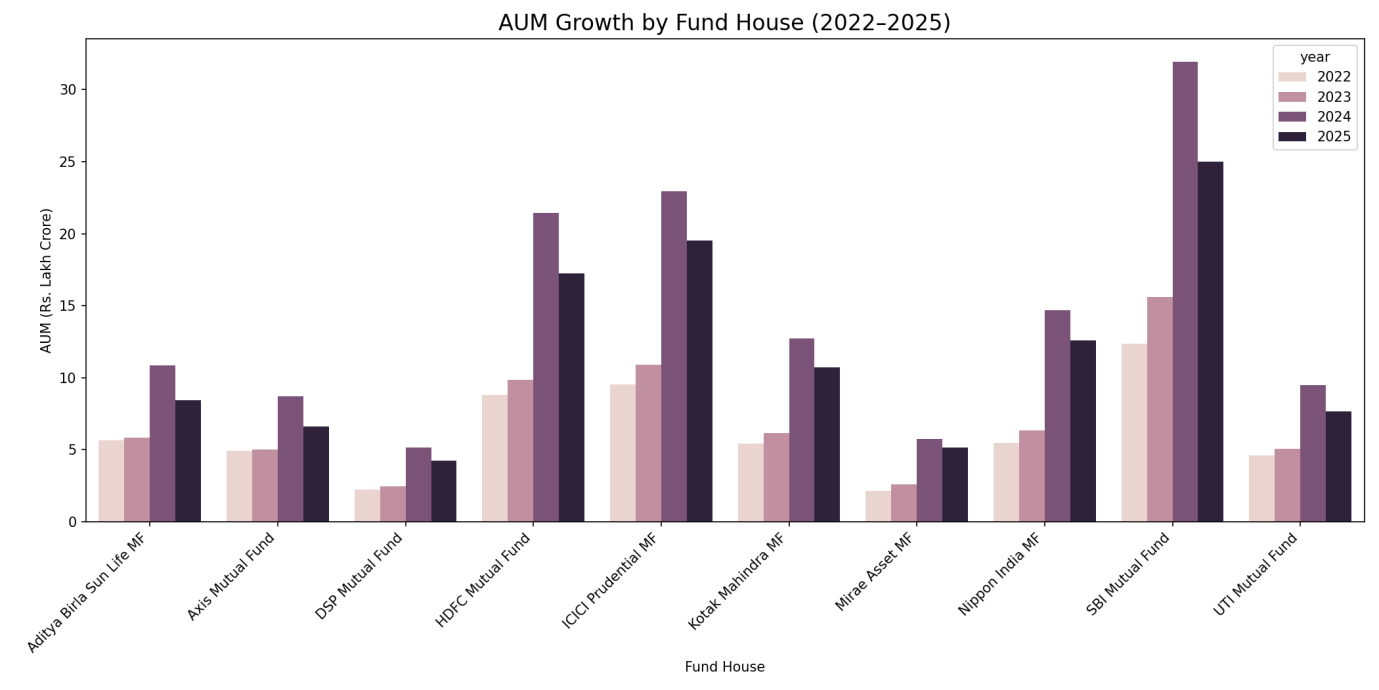 AUM Growth by Fund House (2022–2025)
AUM (Rs. Lakh Crore)
30
25
20
15
10
5
0
year
2022
2023
2024
2025
Aditya Birla Sun Life MF
Axis Mutual Fund
DSP Mutual Fund
HDFC Mutual Fund
ICICI Prudential MF
Kotak Mahindra MF
Mirae Asset MF
Nippon India MF
SBI Mutual Fund
UTI Mutual Fund
Fund House